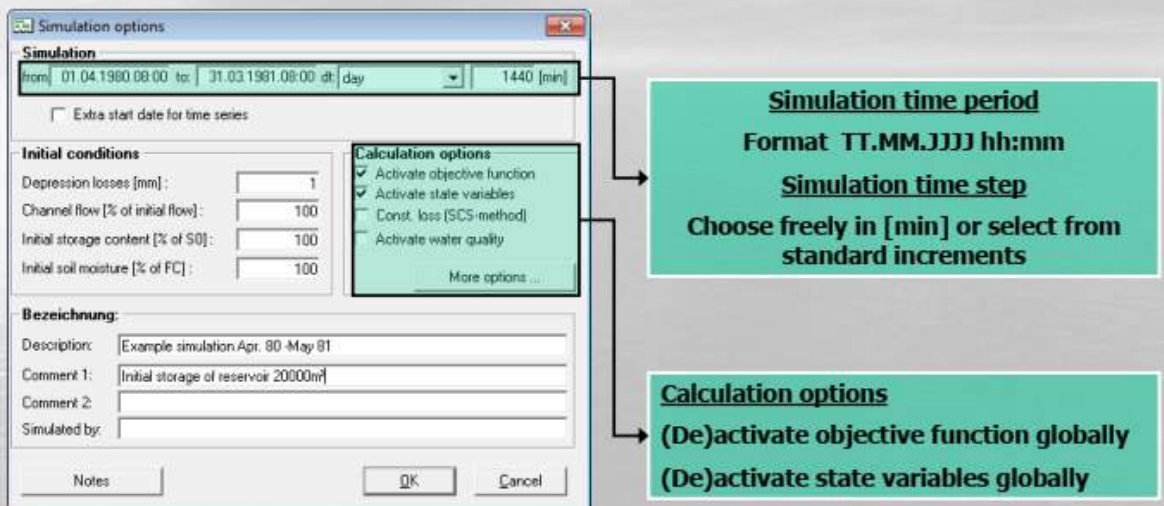 Simulation options
Simulation
from 01.04.1980 08:00 to: 31.03.1981 08:00 dt: day 1440 [min]
Extra start date for time series
Initial conditions
Depression losses [mm] : 1
Channel flow [% of initial flow] : 100
Initial storage content [% of S0] : 100
Initial soil moisture [% of FC] : 100
Calculation options
Activate objective function
Activate state variables
Const. loss (SCS-method)
Activate water quality
More options ...
Bezeichnung:
Description: Example simulation Apr. 80 -May 81
Comment 1: Initial storage of reservoir 20000m³
Comment 2:
Simulated by:
Notes
OK
Cancel
Simulation time period
Format TT.MM.JJJJ hh:mm
Simulation time step
Choose freely in [min] or select from
standard increments
Calculation options
(De)activate objective function globally
(De)activate state variables globally